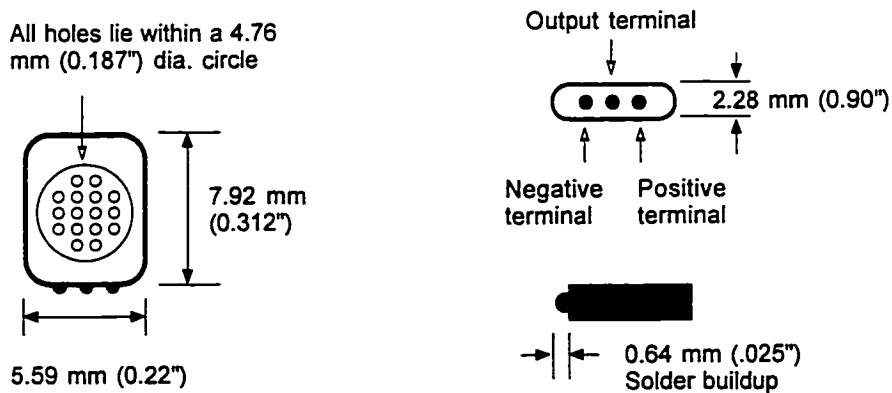 All holes lie within a 4.76
mm (0.187") dia. circle
7.92 mm
(0.312")
5.59 mm (0.22")
Output terminal
2.28 mm (0.90")
Negative
terminal
Positive
terminal
0.64 mm (.025")
Solder buildup